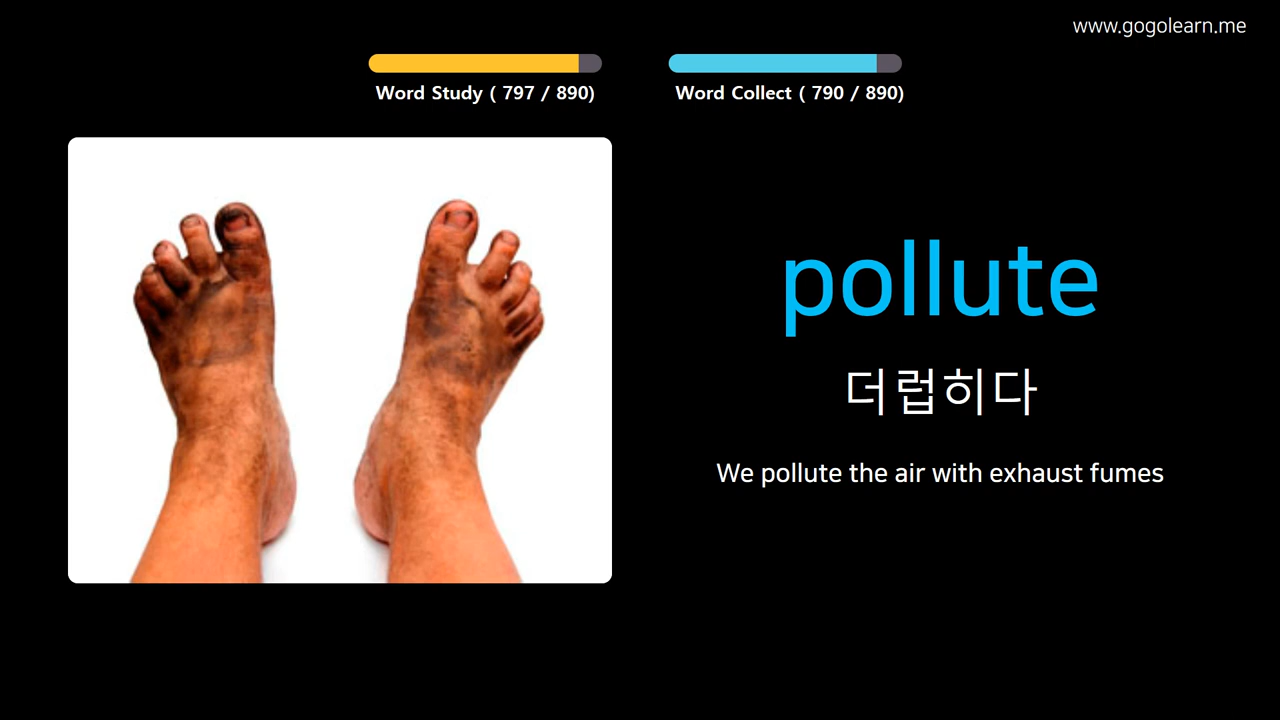 www.gogolearn.me
Word Study ( 797 / 890)
Word Collect ( 790 / 890)
pollute
더럽히다
We pollute the air with exhaust fumes